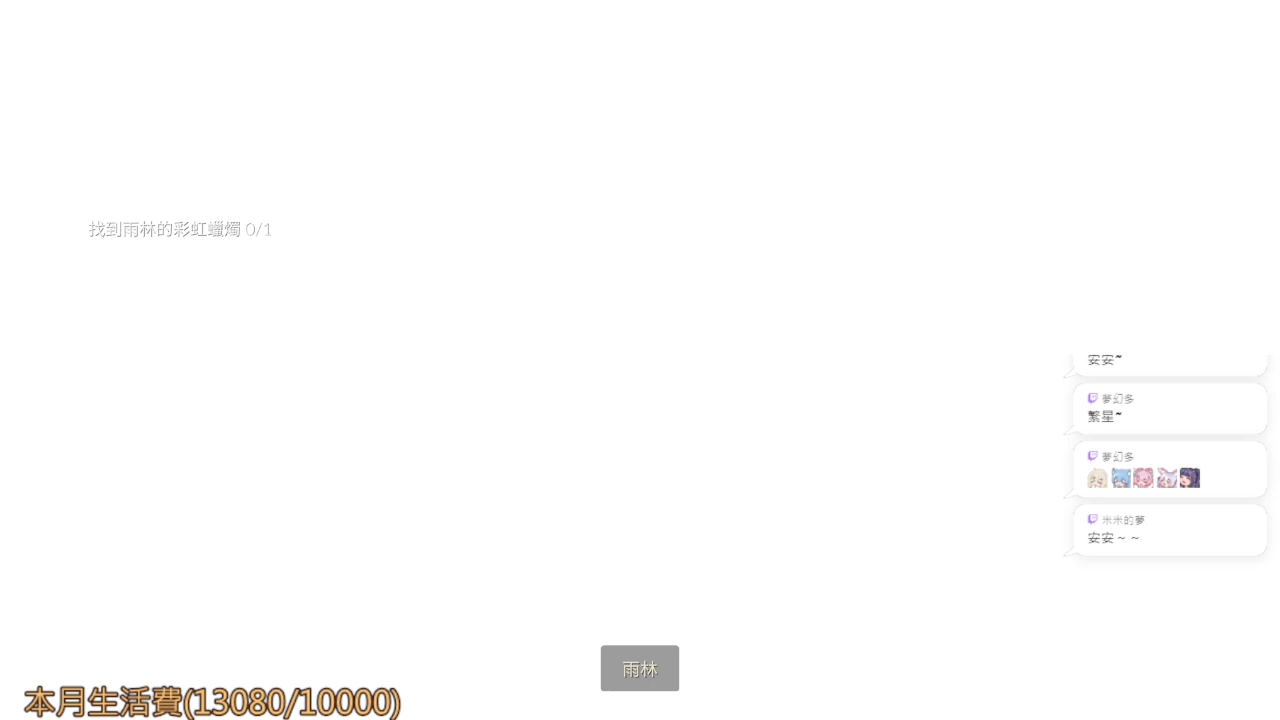 找到雨林的彩虹蠟燭 0/1
安安~
夢幻多
繁星~
夢幻多
米米的夢
安安～～
雨林
本月生活費(13080/10000)